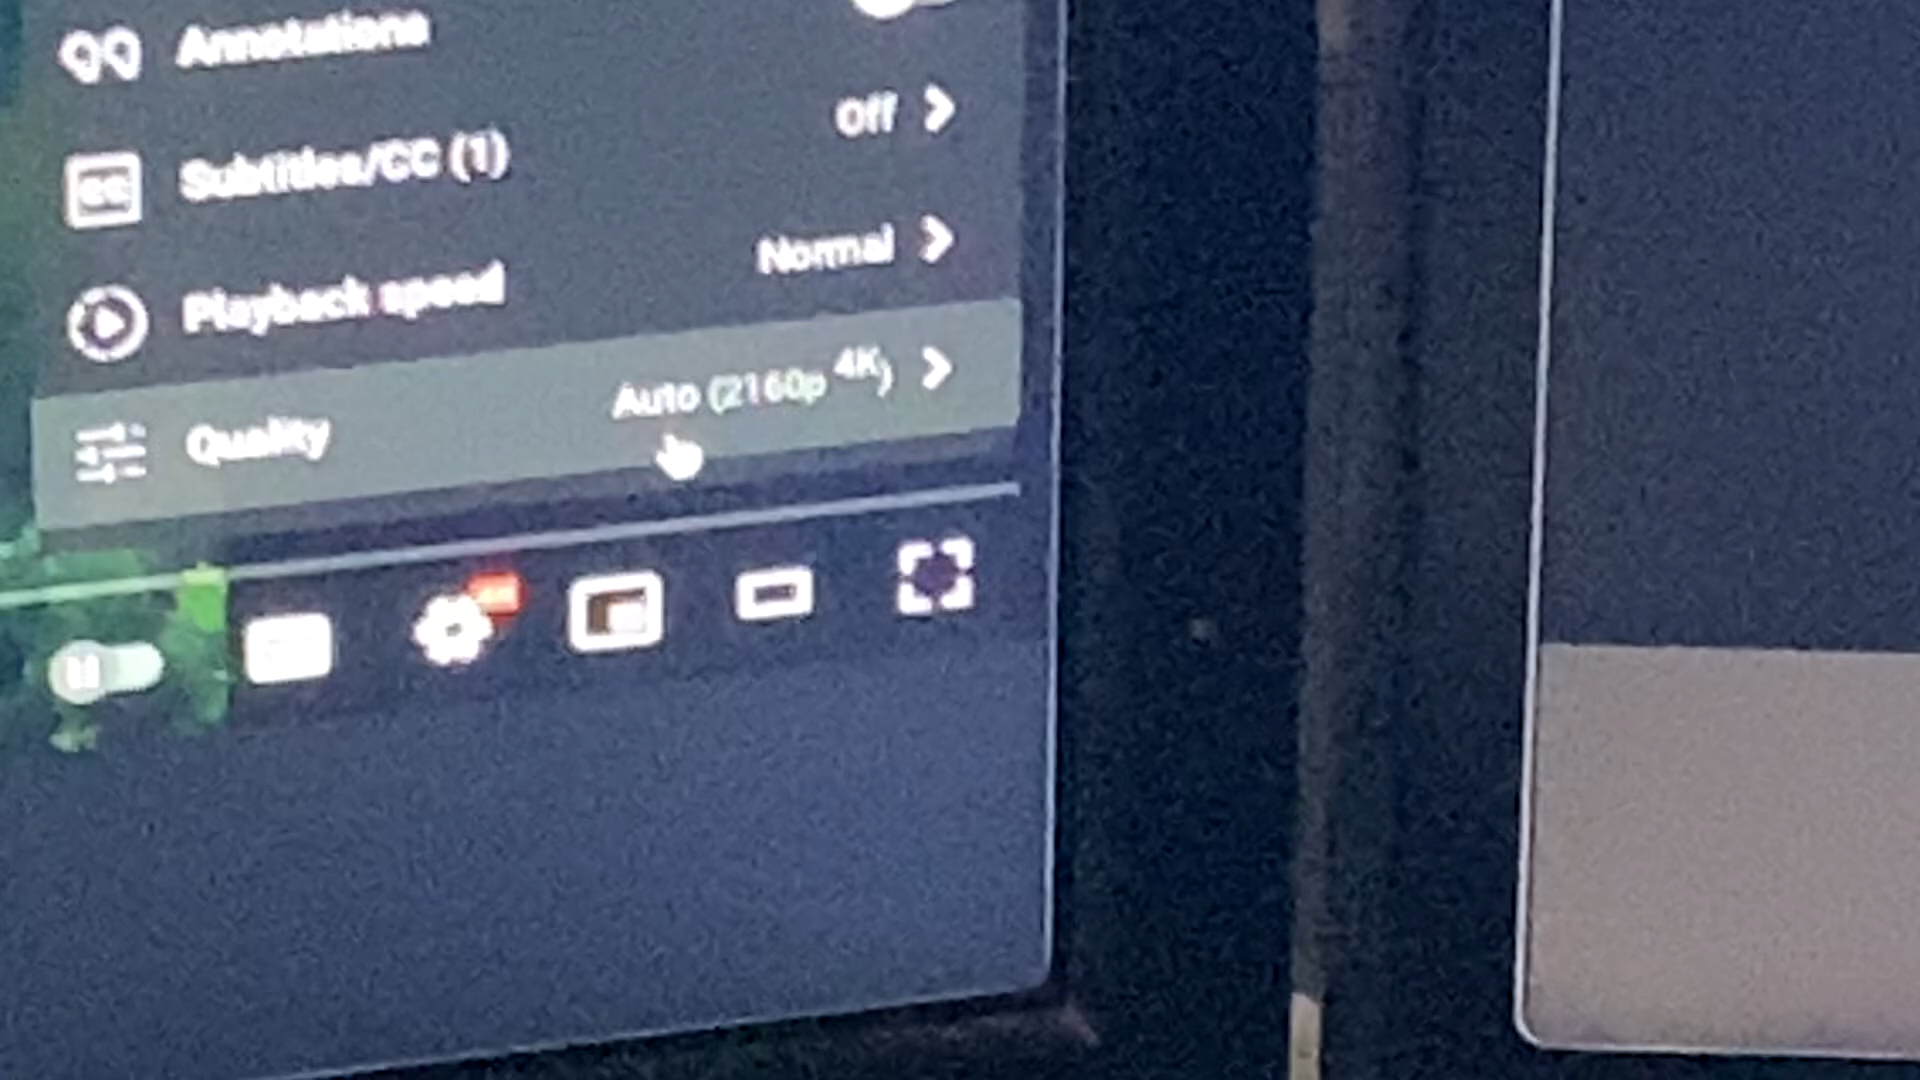 Annotations
Subtitles/CC (1) Off
Playback speed Normal
Quality Auto (2160p 4K)